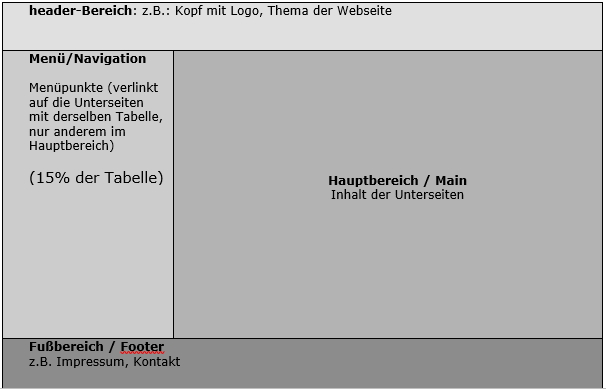 header-Bereich: z.B.: Kopf mit Logo, Thema der Webseite
Menü/Navigation
Menüpunkte (verlinkt
auf die Unterseiten
mit derselben Tabelle,
nur anderem im
Hauptbereich)
(15% der Tabelle)
Hauptbereich / Main
Inhalt der Unterseiten
Fußbereich / Footer
z.B. Impressum, Kontakt